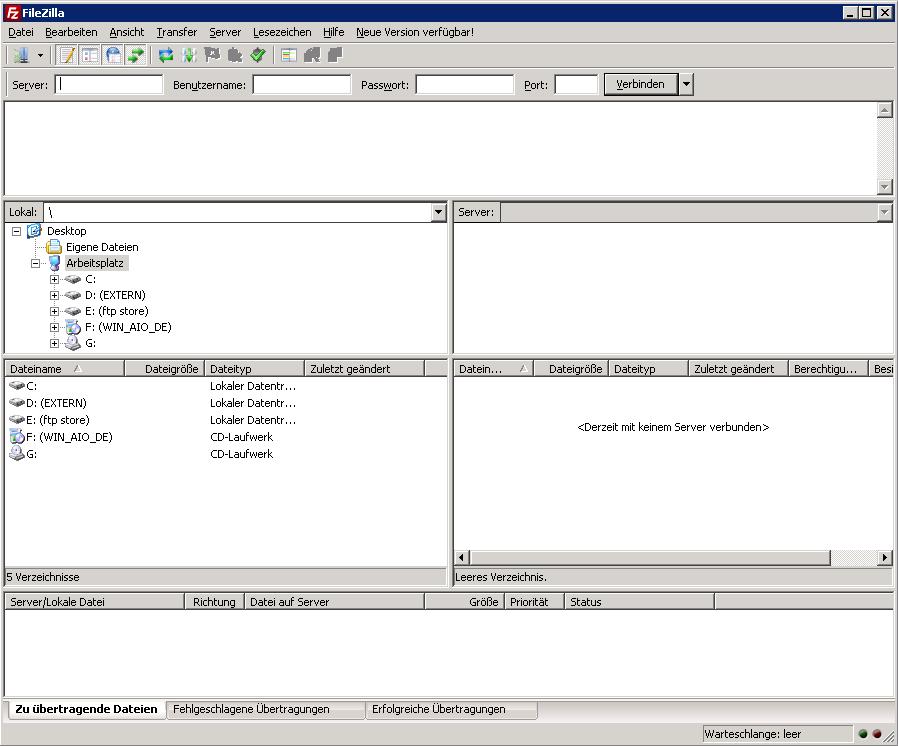 FileZilla
Datei Bearbeiten Ansicht Transfer Server Lesezeichen Hilfe Neue Version verfügbar!
Server: Benutzername: Passwort: Port: Verbinden
Lokal: \
Server:
Desktop
Eigene Dateien
Arbeitsplatz
C:
D: (EXTERN)
E: (ftp store)
F: (WIN_AIO_DE)
G:
Dateiname Dateigröße Dateityp Zuletzt geändert
C: Lokaler Datentr...
D: (EXTERN) Lokaler Datentr...
E: (ftp store) Lokaler Datentr...
F: (WIN_AIO_DE) CD-Laufwerk
G: CD-Laufwerk
5 Verzeichnisse
Datein... Dateigröße Dateityp Zuletzt geändert Berechtigu... Besi
<Derzeit mit keinem Server verbunden>
Leeres Verzeichnis.
Server/Lokale Datei Richtung Datei auf Server Größe Priorität Status
Zu übertragende Dateien Fehlgeschlagene Übertragungen Erfolgreiche Übertragungen
Warteschlange: leer